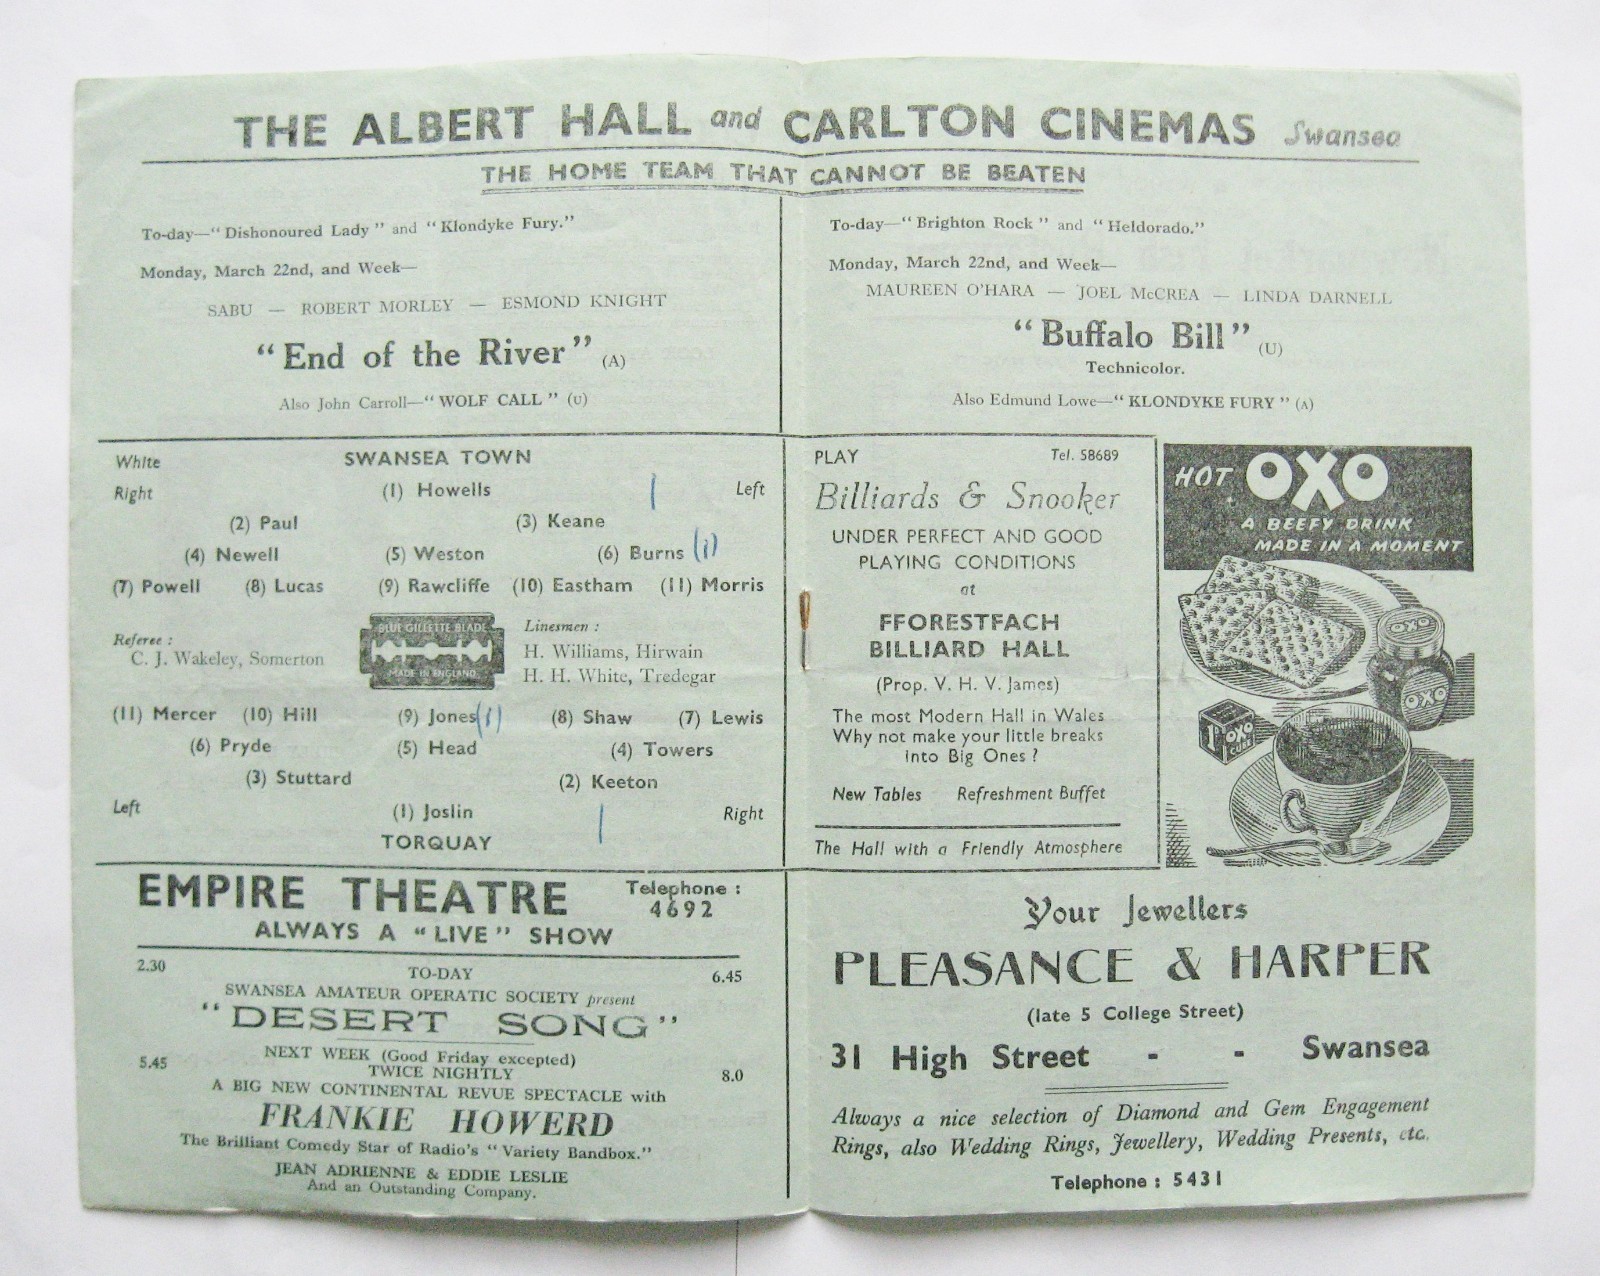 THE ALBERT HALL and CARLTON CINEMAS Swansea
THE HOME TEAM THAT CANNOT BE BEATEN
To-day—“Dishonoured Lady” and “Klondyke Fury.”
Monday, March 22nd, and Week—
SABU — ROBERT MORLEY — ESMOND KNIGHT
“End of the River” (A)
Also John Carroll—“WOLF CALL” (U)
To-day—“Brighton Rock” and “Heldorado.”
Monday, March 22nd, and Week—
MAUREEN O'HARA — JOEL McCREA — LINDA DARNELL
“Buffalo Bill” (U)
Technicolor.
Also Edmund Lowe—“KLONDYKE FURY” (A)
White SWANSEA TOWN
Right (1) Howells | Left
(2) Paul (3) Keane
(4) Newell (5) Weston (6) Burns (1)
(7) Powell (8) Lucas (9) Rawcliffe (10) Eastham (11) Morris
Referee :
C. J. Wakeley, Somerton
BLUE GILLETTE BLADE
MADE IN ENGLAND
Linesmen :
H. Williams, Hirwain
H. H. White, Tredegar
(11) Mercer (10) Hill (9) Jones (1) (8) Shaw (7) Lewis
(6) Pryde (5) Head (4) Towers
(3) Stuttard (2) Keeton
Left (1) Joslin | Right
TORQUAY
PLAY Tel. 58689
Billiards & Snooker
UNDER PERFECT AND GOOD
PLAYING CONDITIONS
at
FFORESTFACH
BILLIARD HALL
(Prop. V. H. V. James)
The most Modern Hall in Wales
Why not make your little breaks
into Big Ones ?
New Tables Refreshment Buffet
The Hall with a Friendly Atmosphere
HOT OXO
A BEEFY DRINK
MADE IN A MOMENT
OXO
OXO
1D OXO CUBE
EMPIRE THEATRE Telephone :
4692
ALWAYS A “LIVE” SHOW
2.30 TO-DAY 6.45
SWANSEA AMATEUR OPERATIC SOCIETY present
“DESERT SONG”
NEXT WEEK (Good Friday excepted)
5.45 TWICE NIGHTLY 8.0
A BIG NEW CONTINENTAL REVUE SPECTACLE with
FRANKIE HOWERD
The Brilliant Comedy Star of Radio's “Variety Bandbox.”
JEAN ADRIENNE & EDDIE LESLIE
And an Outstanding Company.
Your Jewellers
PLEASANCE & HARPER
(late 5 College Street)
31 High Street - - Swansea
Always a nice selection of Diamond and Gem Engagement
Rings, also Wedding Rings, Jewellery, Wedding Presents, etc.
Telephone : 5431